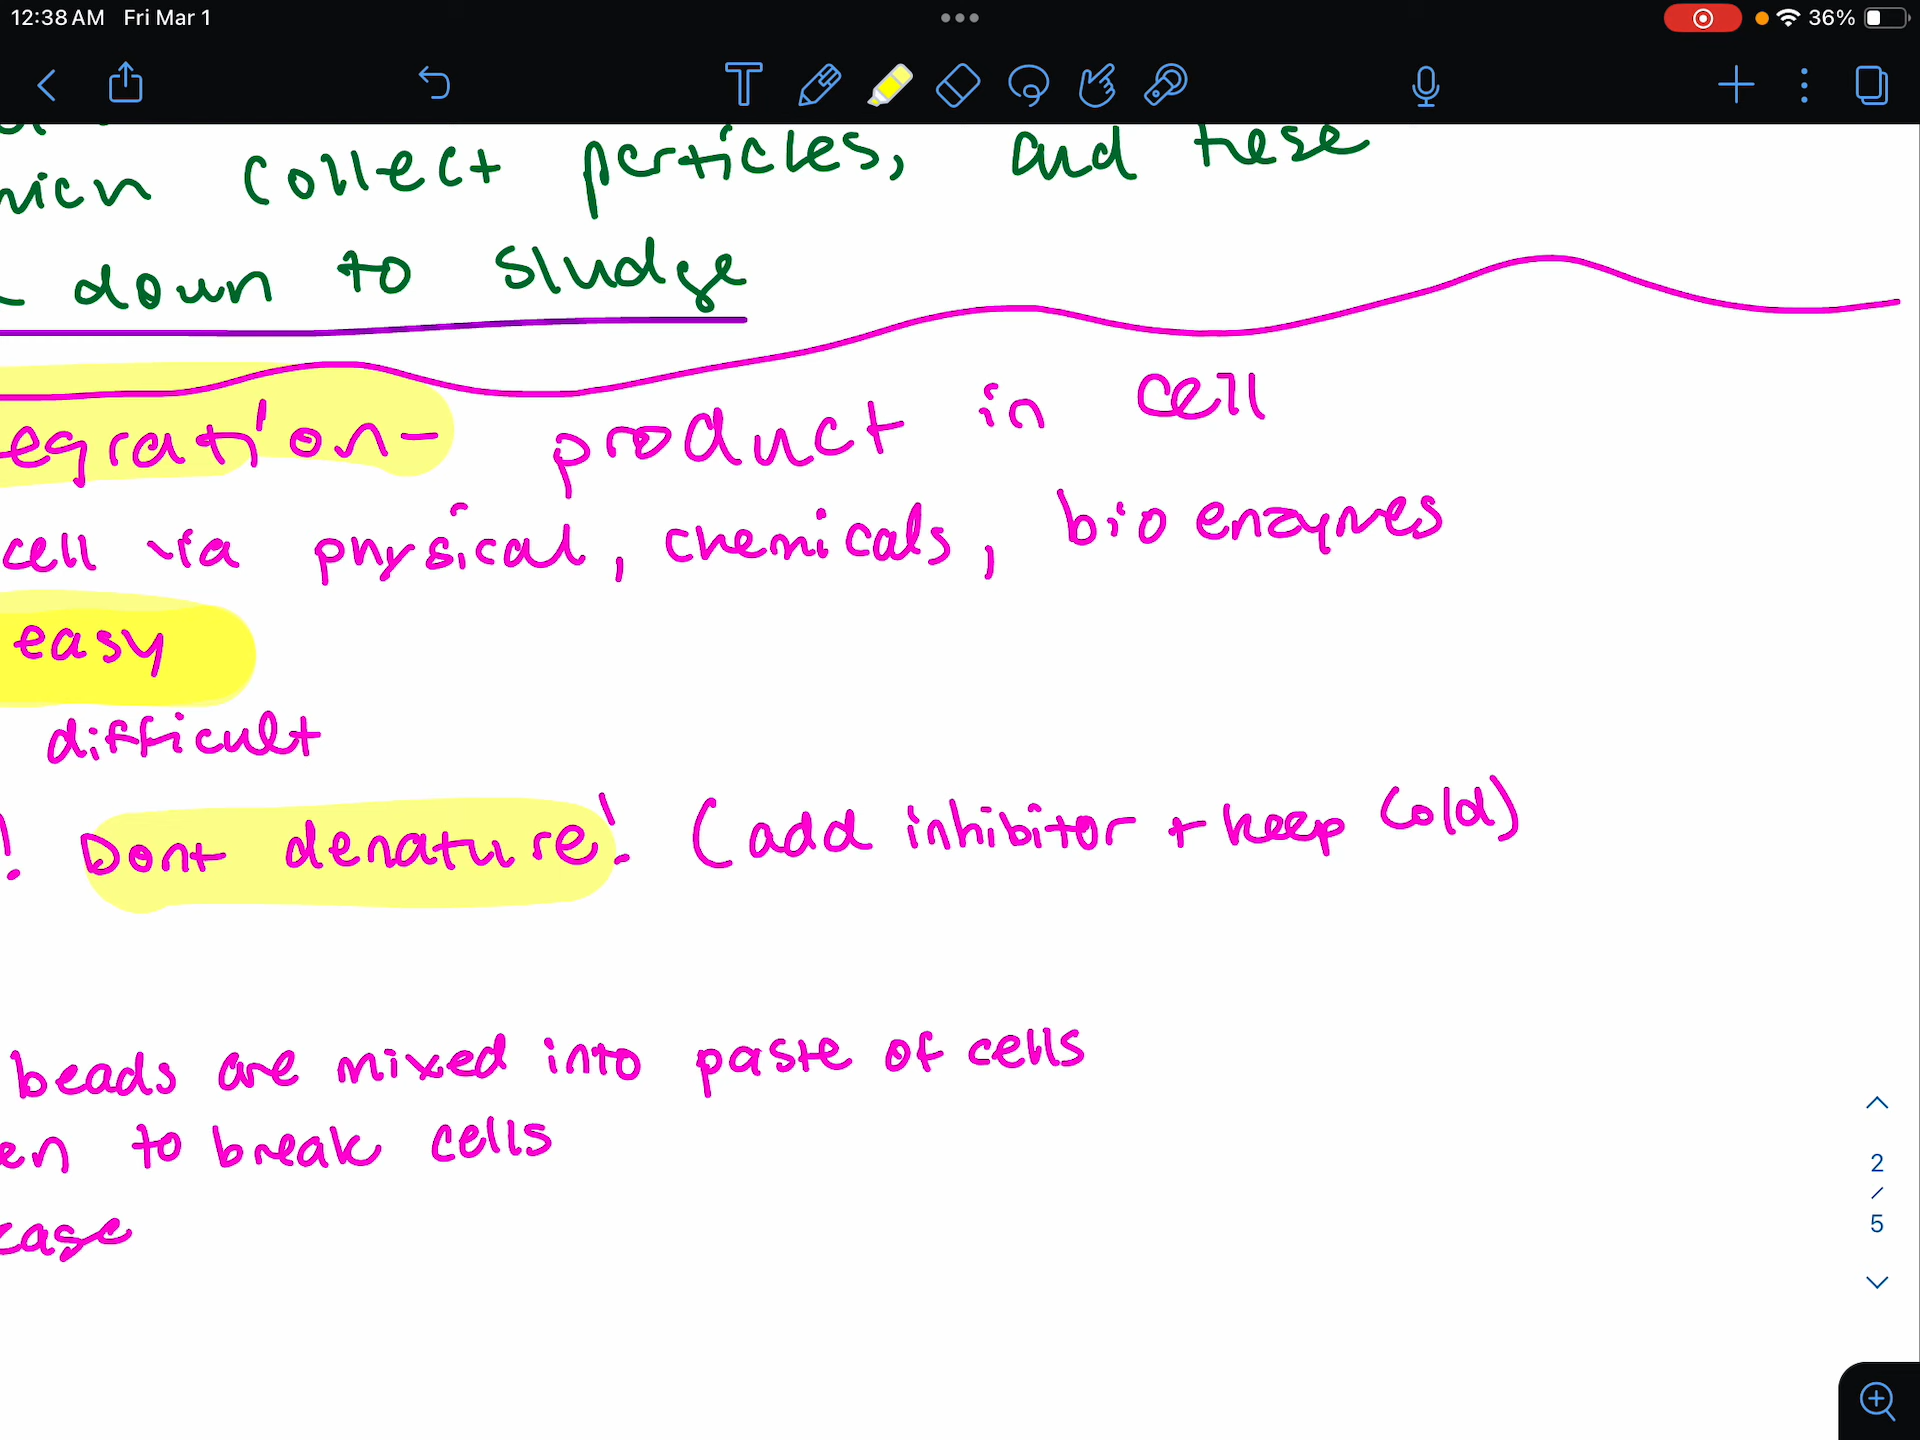 12:38 AM Fri Mar 1 36%
collect particles, and these
down to sludge
egration- product in cell
cell via physical, chemicals, bio enzymes
easy
difficult
! Dont denature! (add inhibitor + keep cold)
beads are mixed into paste of cells
en to break cells
ease
2
/
5